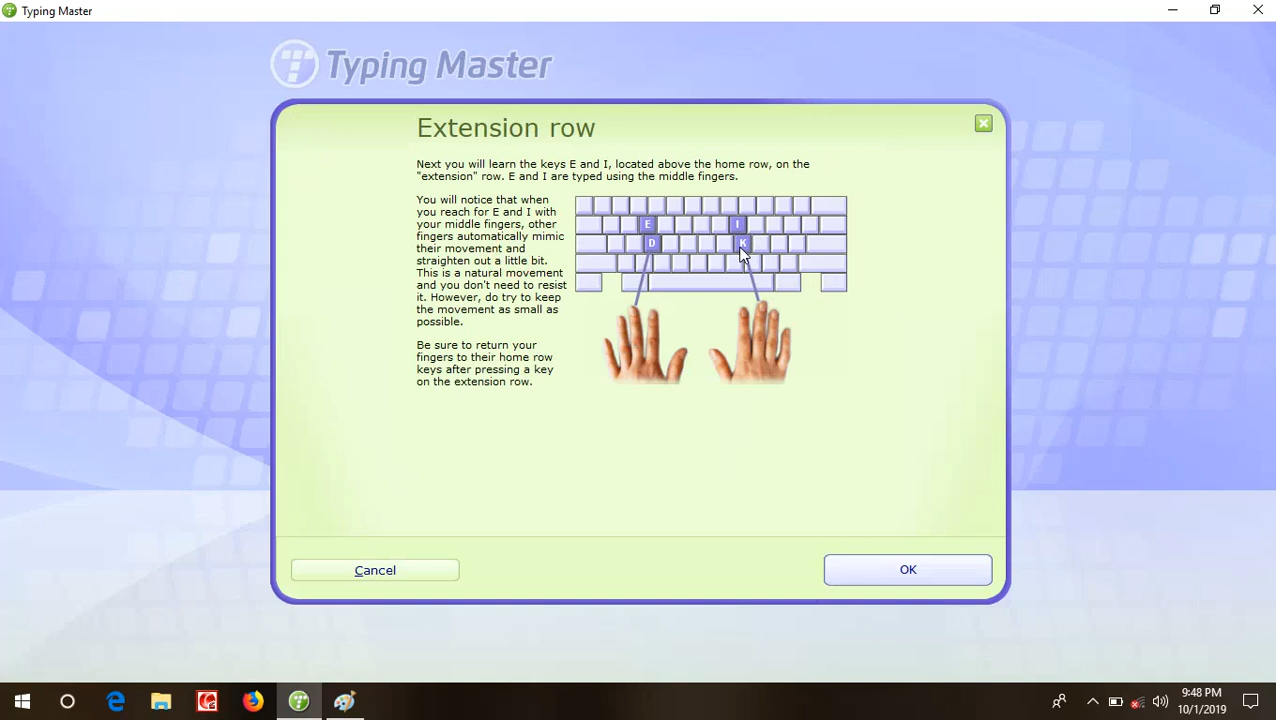 Typing Master
Typing Master
Extension row
Next you will learn the keys E and I, located above the home row, on the
"extension" row. E and I are typed using the middle fingers.
You will notice that when
you reach for E and I with
your middle fingers, other
fingers automatically mimic
their movement and
straighten out a little bit.
This is a natural movement
and you don't need to resist
it. However, do try to keep
the movement as small as
possible.
Be sure to return your
fingers to their home row
keys after pressing a key
on the extension row.
E I
D K
Cancel
OK
9:48 PM
10/1/2019